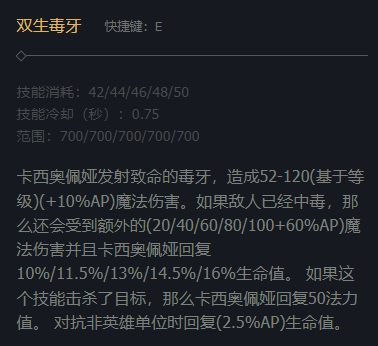 双生毒牙 快捷键：E
技能消耗：42/44/46/48/50
技能冷却（秒）：0.75
范围：700/700/700/700/700
卡西奥佩娅发射致命的毒牙，造成52-120(基于等
级)(+10%AP)魔法伤害。如果敌人已经中毒，那
么还会受到额外的(20/40/60/80/100+60%AP)魔
法伤害并且卡西奥佩娅回复
10%/11.5%/13%/14.5%/16%生命值。 如果这
个技能击杀了目标，那么卡西奥佩娅回复50法力
值。 对抗非英雄单位时回复(2.5%AP)生命值。